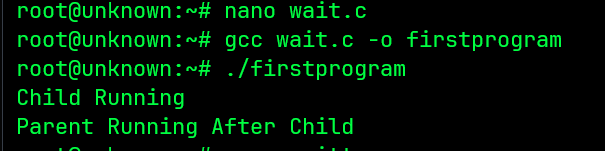 root@unknown:~# nano wait.c
root@unknown:~# gcc wait.c -o firstprogram
root@unknown:~# ./firstprogram
Child Running
Parent Running After Child